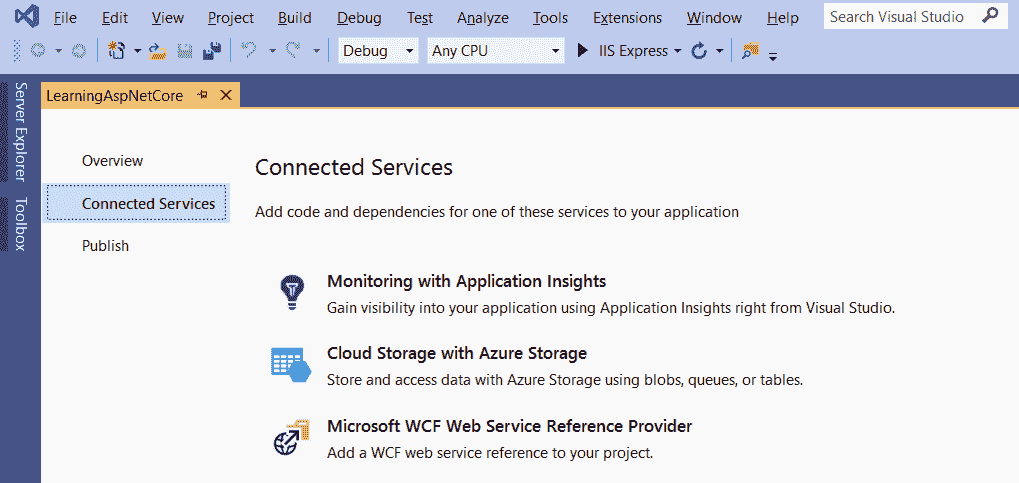 File Edit View Project Build Debug Test Analyze Tools Extensions Window Help Search Visual Studio
Debug Any CPU IIS Express
Server Explorer
Toolbox
LearningAspNetCore
Overview
Connected Services
Publish
Connected Services
Add code and dependencies for one of these services to your application
Monitoring with Application Insights
Gain visibility into your application using Application Insights right from Visual Studio.
Cloud Storage with Azure Storage
Store and access data with Azure Storage using blobs, queues, or tables.
Microsoft WCF Web Service Reference Provider
Add a WCF web service reference to your project.